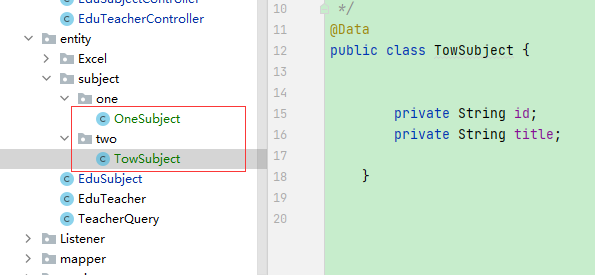 EduSubjectController
EduTeacherController
entity
Excel
subject
one
OneSubject
two
TowSubject
EduSubject
EduTeacher
TeacherQuery
Listener
mapper
10 */
11 @Data
12 public class TowSubject {
13
14
15 private String id;
16 private String title;
17
18 }
19
20